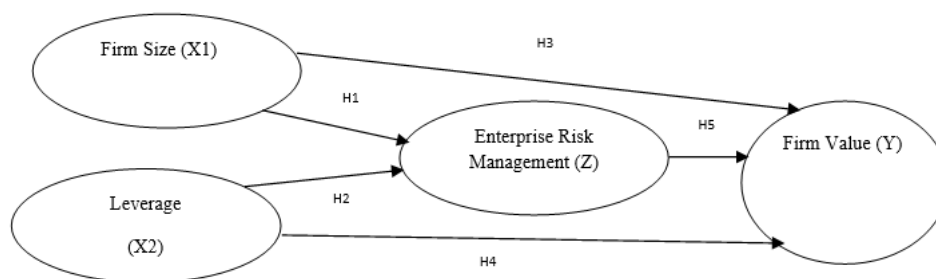 Firm Size (X1)
H3
H1
Enterprise Risk
Management (Z)
H5
Firm Value (Y)
Leverage
(X2)
H2
H4